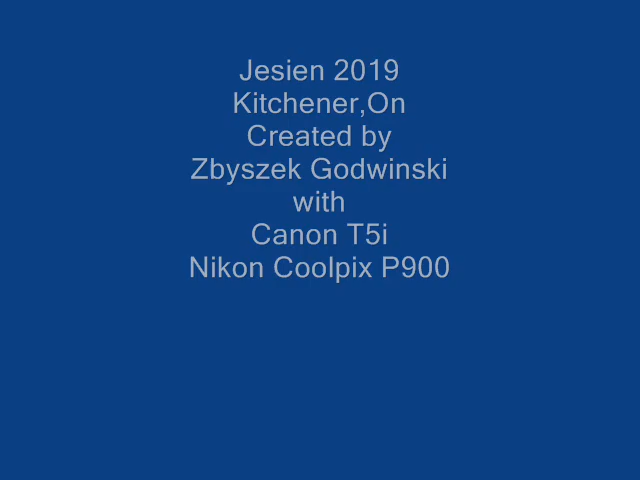 Jesien 2019
Kitchener,On
Created by
Zbyszek Godwinski
with
Canon T5i
Nikon Coolpix P900